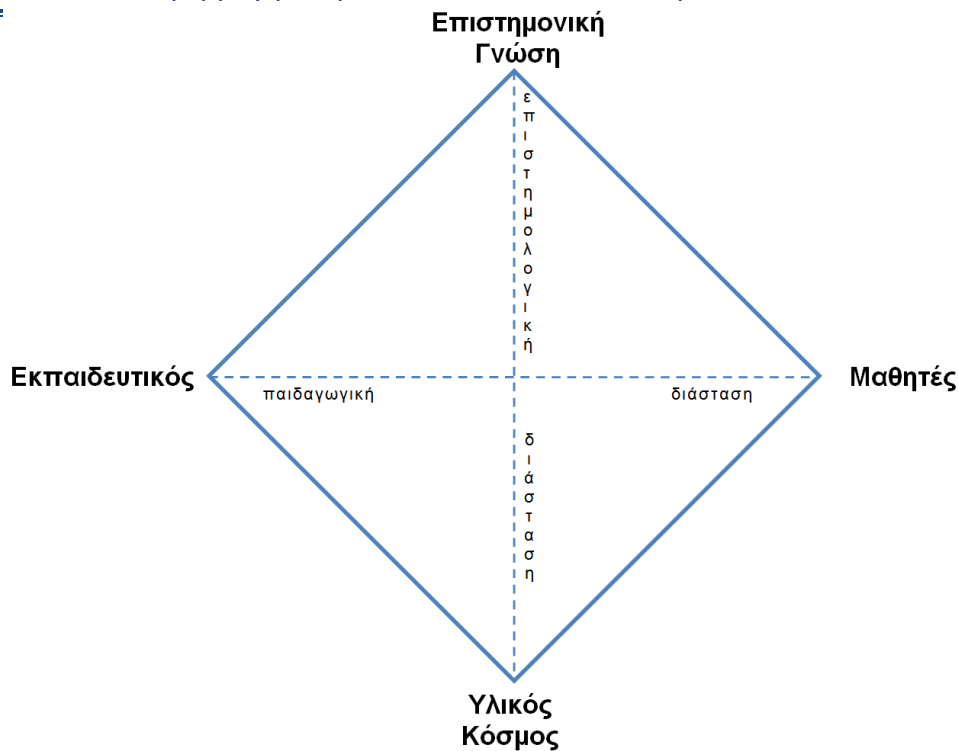 Επιστημονική
Γνώση
επιστημολογική
Εκπαιδευτικός
Μαθητές
παιδαγωγική
διάσταση
διάσταση
Υλικός
Κόσμος